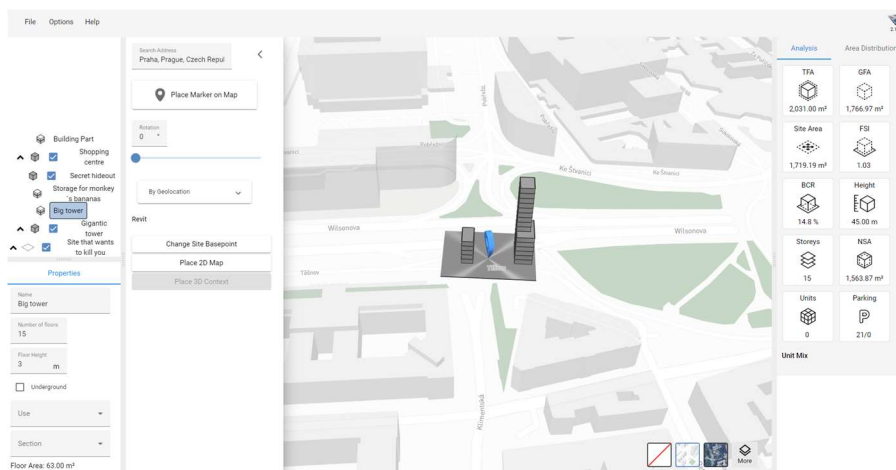 File Options Help
2.1
Building Part
Shopping
centre
Secret hideout
Storage for monkey
's bananas
Big tower
Gigantic
tower
Site that wants
to kill you
Properties
Name
Big tower
Number of floors
15
Floor Height
3 m
Underground
Use
Section
Floor Area: 63.00 m²
Search Address
Praha, Prague, Czech Repul
Place Marker on Map
Rotation
0 °
By Geolocation
Revit
Change Site Basepoint
Place 2D Map
Place 3D Context
Ke Štvanici
Ke Štvanici
Wilsonova
Wilsonova
Těšnov
Těšnov
Klimentská
More
Analysis Area Distribution
TFA
2,031.00 m²
GFA
1,766.97 m²
Site Area
1,719.19 m²
FSI
1.03
BCR
14.8 %
Height
45.00 m
Storeys
15
NSA
1,563.87 m²
Units
0
Parking
21/0
Unit Mix